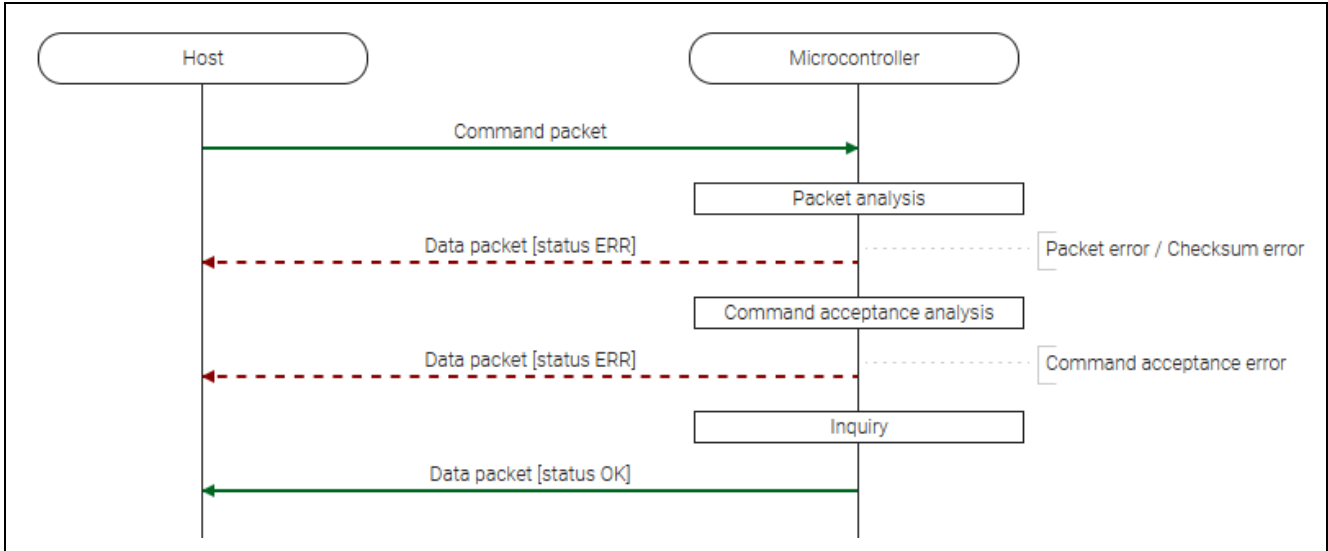 Host
Microcontroller
Command packet
Packet analysis
Data packet [status ERR]
Packet error / Checksum error
Command acceptance analysis
Data packet [status ERR]
Command acceptance error
Inquiry
Data packet [status OK]